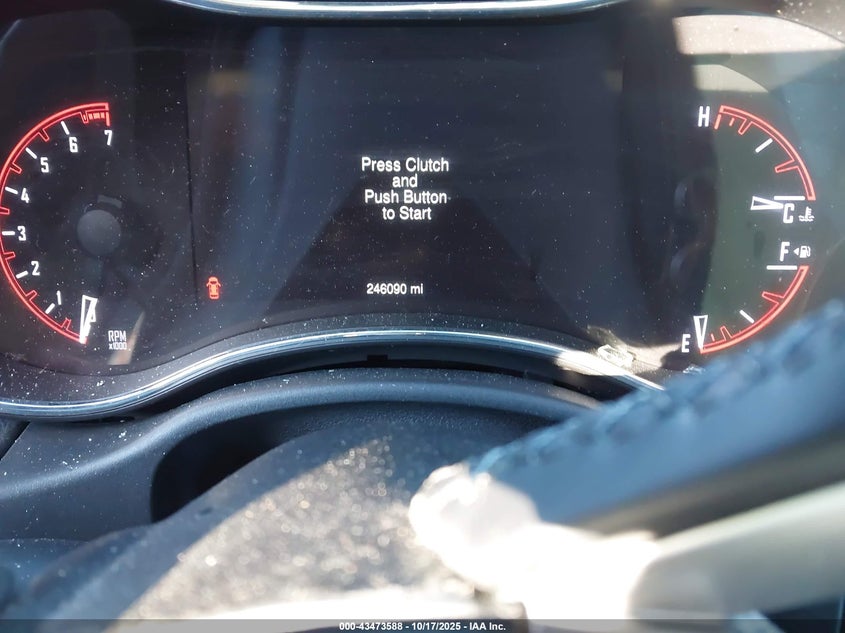 7
6
5
4
3
2
1
RPM
x1000
Press Clutch
and
Push Button
to Start
246090 mi
H
C
F
E
000-43473588 - 10/17/2025 - IAA Inc.